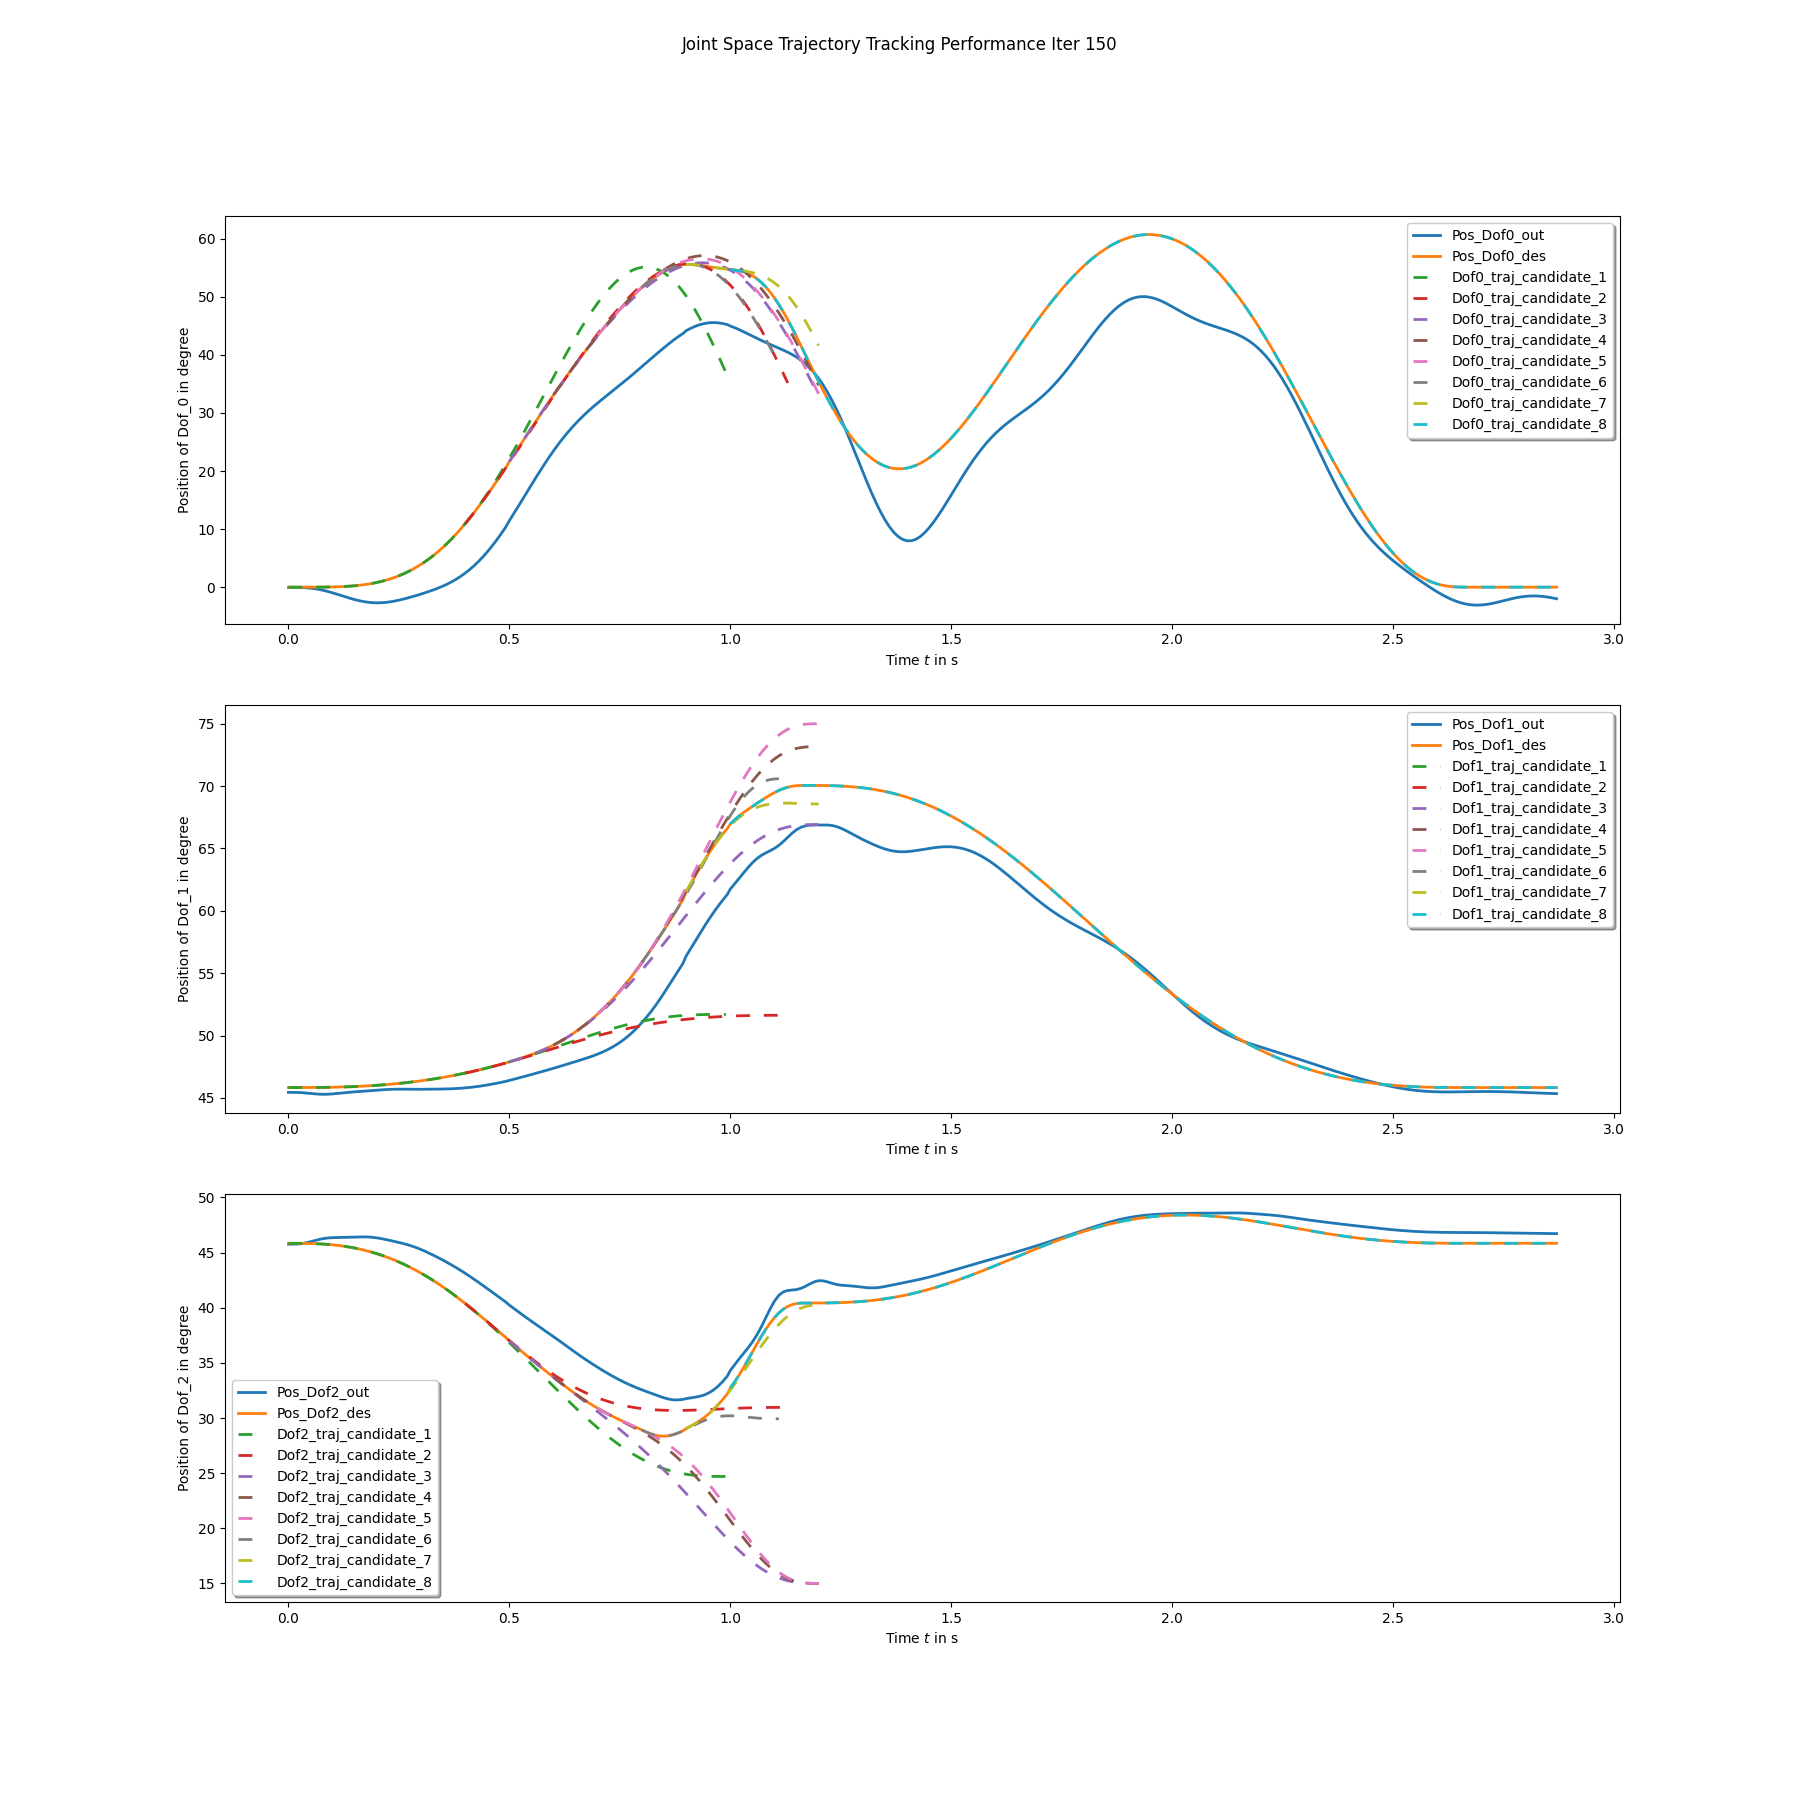 Joint Space Trajectory Tracking Performance Iter 150
Position of Dof_0 in degree
60
50
40
30
20
10
0
0.0 0.5 1.0 1.5 2.0 2.5 3.0
Time t in s
Pos_Dof0_out
Pos_Dof0_des
Dof0_traj_candidate_1
Dof0_traj_candidate_2
Dof0_traj_candidate_3
Dof0_traj_candidate_4
Dof0_traj_candidate_5
Dof0_traj_candidate_6
Dof0_traj_candidate_7
Dof0_traj_candidate_8
Position of Dof_1 in degree
75
70
65
60
55
50
45
0.0 0.5 1.0 1.5 2.0 2.5 3.0
Time t in s
Pos_Dof1_out
Pos_Dof1_des
Dof1_traj_candidate_1
Dof1_traj_candidate_2
Dof1_traj_candidate_3
Dof1_traj_candidate_4
Dof1_traj_candidate_5
Dof1_traj_candidate_6
Dof1_traj_candidate_7
Dof1_traj_candidate_8
Position of Dof_2 in degree
50
45
40
35
30
25
20
15
0.0 0.5 1.0 1.5 2.0 2.5 3.0
Time t in s
Pos_Dof2_out
Pos_Dof2_des
Dof2_traj_candidate_1
Dof2_traj_candidate_2
Dof2_traj_candidate_3
Dof2_traj_candidate_4
Dof2_traj_candidate_5
Dof2_traj_candidate_6
Dof2_traj_candidate_7
Dof2_traj_candidate_8